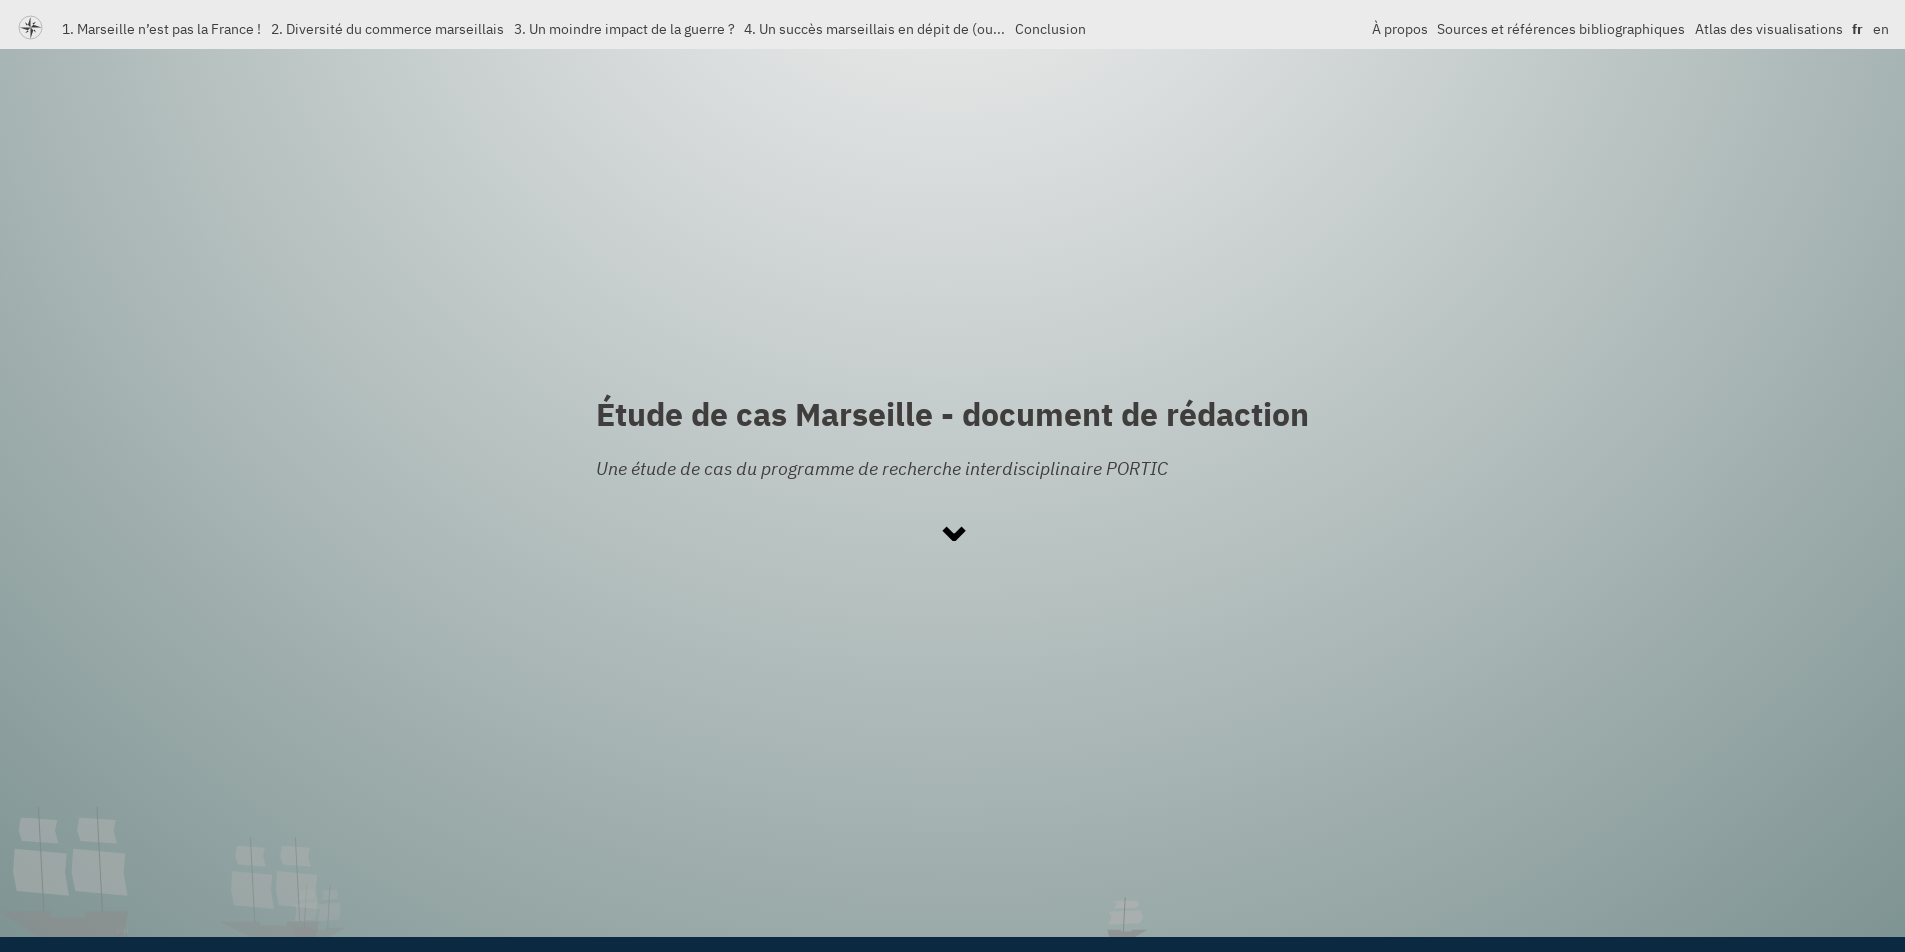 1. Marseille n’est pas la France ! 2. Diversité du commerce marseillais 3. Un moindre impact de la guerre ? 4. Un succès marseillais en dépit de (ou... Conclusion À propos Sources et références bibliographiques Atlas des visualisations fr en
Étude de cas Marseille - document de rédaction
Une étude de cas du programme de recherche interdisciplinaire PORTIC